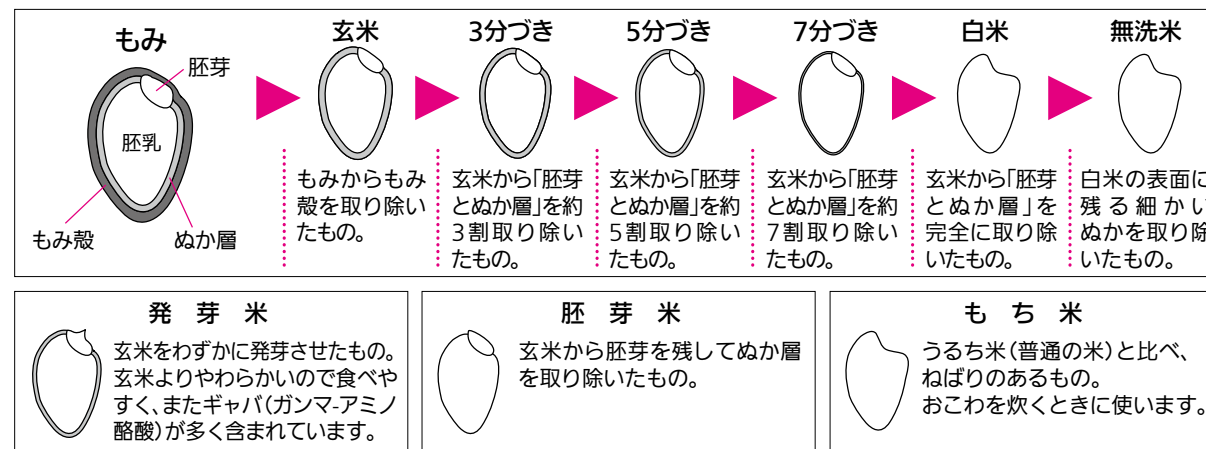 もみ
胚芽
胚乳
もみ殻
ぬか層
玄米
もみからもみ
殻を取り除い
たもの。
3分づき
玄米から「胚芽
とぬか層」を約
3割取り除い
たもの。
5分づき
玄米から「胚芽
とぬか層」を約
5割取り除い
たもの。
7分づき
玄米から「胚芽
とぬか層」を約
7割取り除い
たもの。
白米
玄米から「胚芽
とぬか層」を
完全に取り除
いたもの。
無洗米
白米の表面に
残る細かい
ぬかを取り除
いたもの。
発芽米
玄米をわずかに発芽させたもの。
玄米よりやわらかいので食べや
すく、またギャバ(ガンマ-アミノ
酪酸)が多く含まれています。
胚芽米
玄米から胚芽を残してぬか層
を取り除いたもの。
もち米
うるち米(普通の米)と比べ、
ねばりのあるもの。
おこわを炊くときに使います。